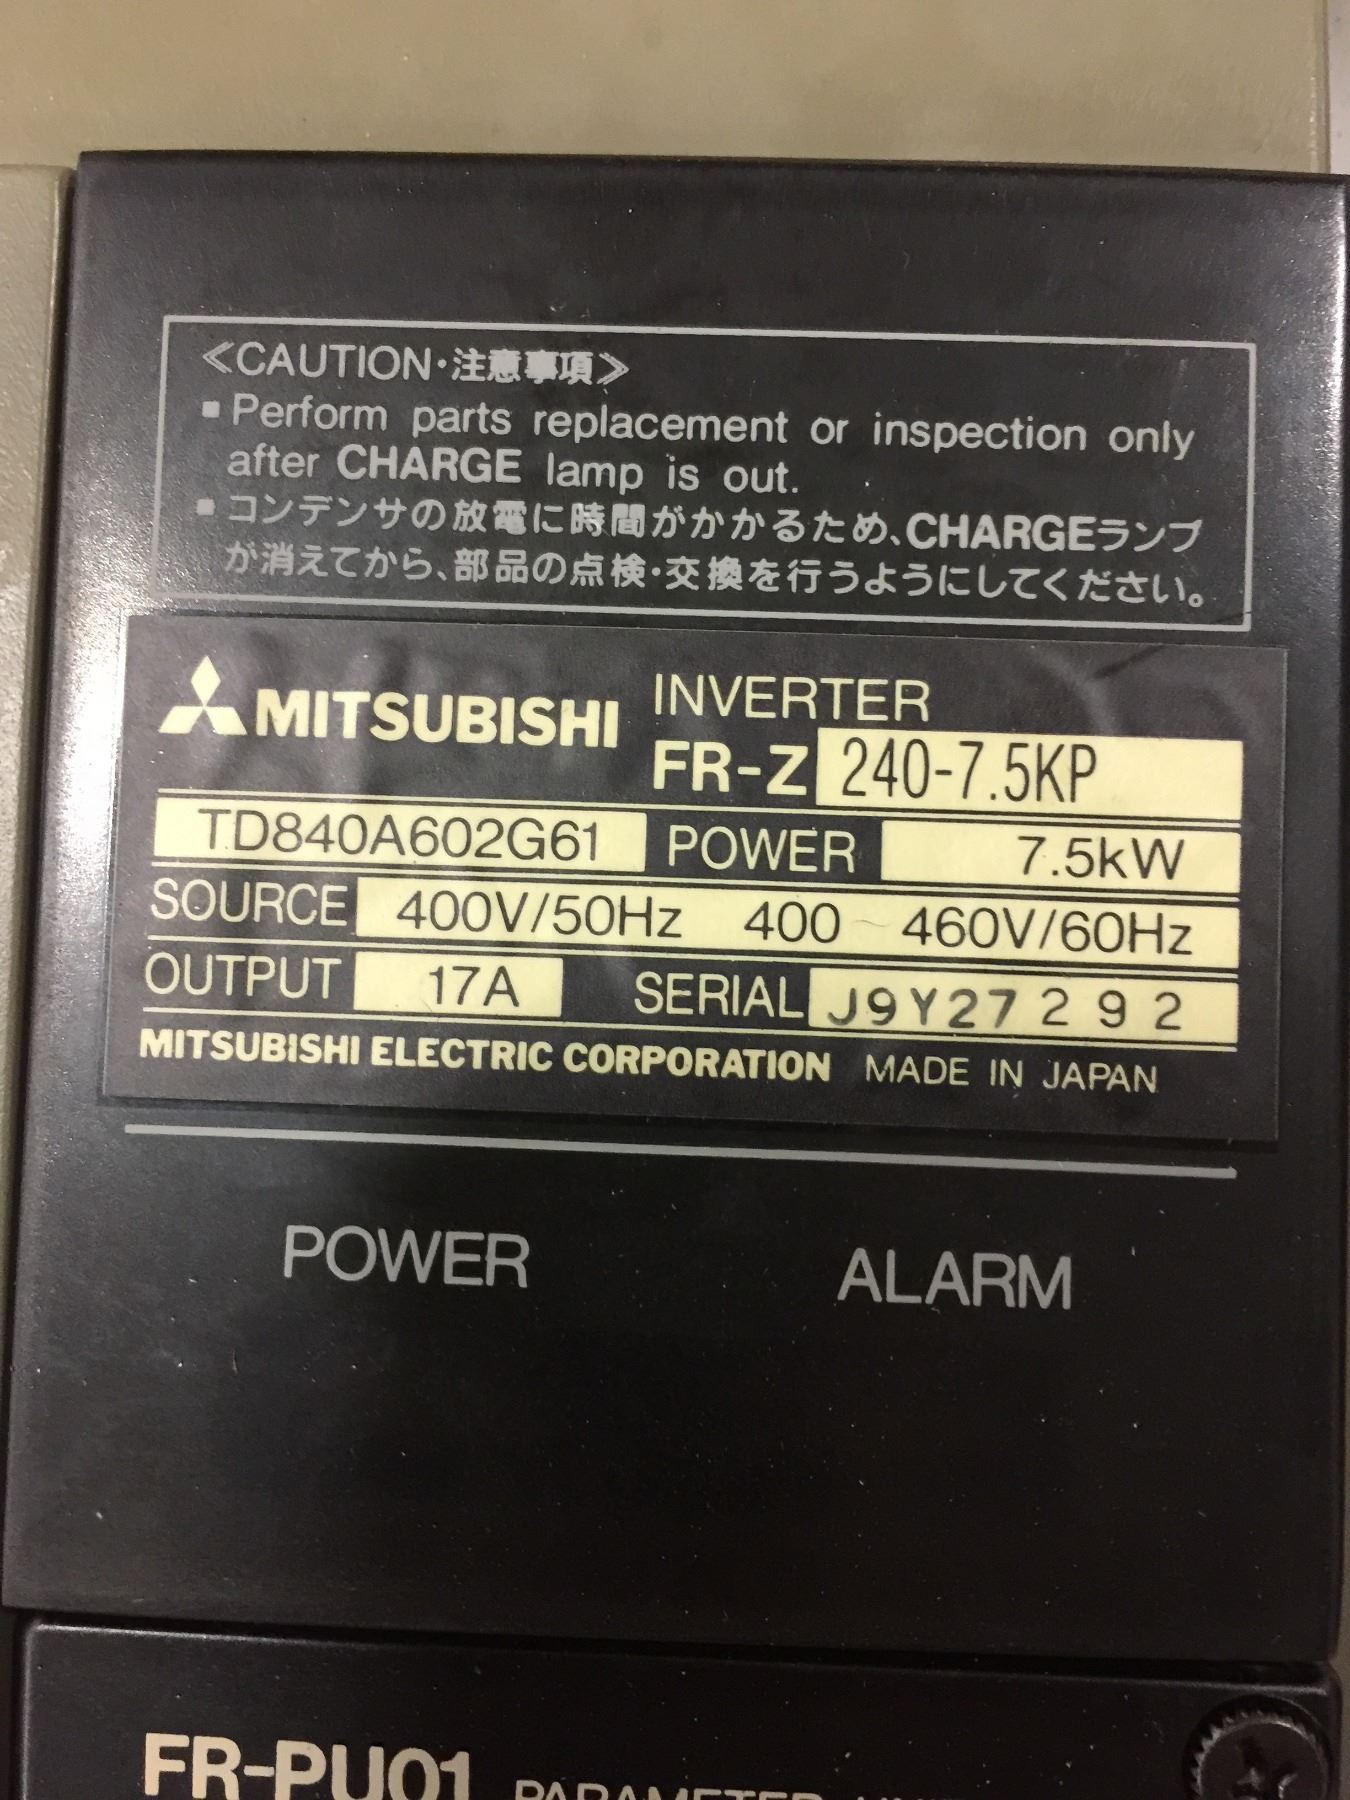 ≪CAUTION・注意事項≫
▪ Perform parts replacement or inspection only
after CHARGE lamp is out.
▪ コンデンサの放電に時間がかかるため、CHARGEランプ
が消えてから、部品の点検・交換を行うようにしてください。
MITSUBISHI INVERTER
FR-Z 240-7.5KP
TD840A602G61 POWER 7.5kW
SOURCE 400V/50Hz 400 460V/60Hz
OUTPUT 17A SERIAL J9Y27292
MITSUBISHI ELECTRIC CORPORATION MADE IN JAPAN
POWER ALARM
FR-PU01 PARAMETER